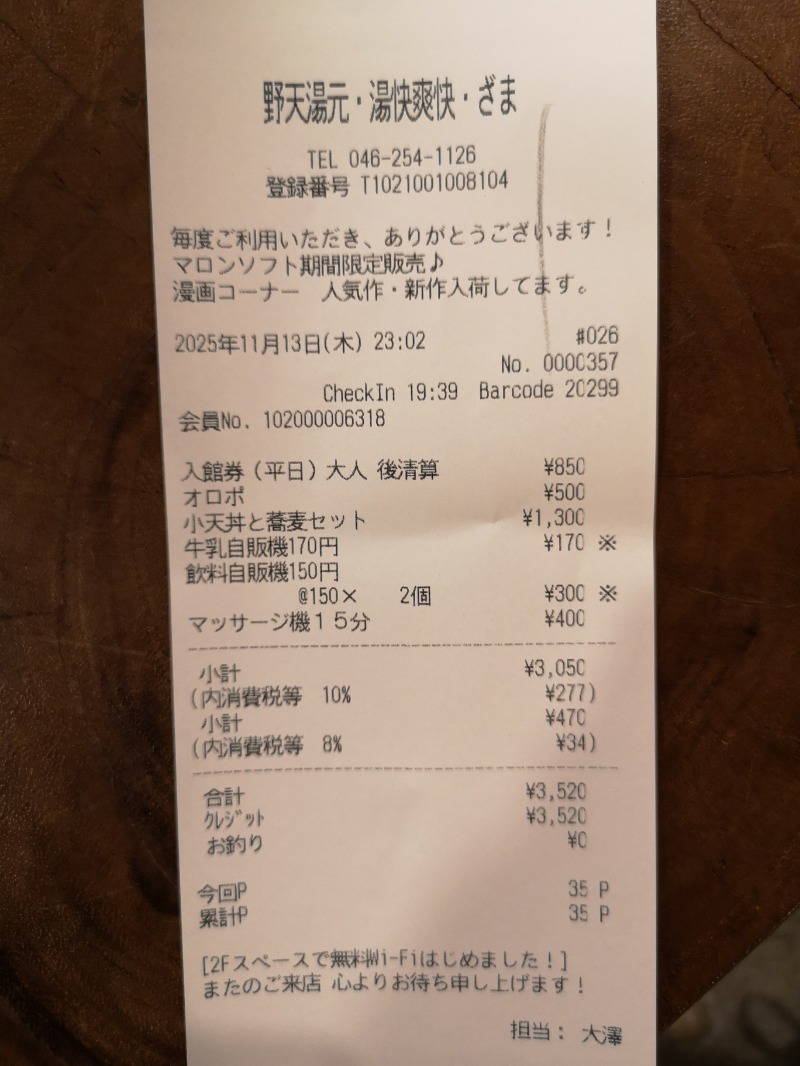 野天湯元・湯快爽快・ざま
TEL 046-254-1126
登録番号 T1021001008104
毎度ご利用いただき、ありがとうございます！
マロンソフト期間限定販売♪
漫画コーナー　人気作・新作入荷してます。
2025年11月13日(木) 23:02 #026
No. 0000357
CheckIn 19:39 Barcode 20299
会員No. 102000006318
入館券（平日）大人 後清算 ¥850
オロポ ¥500
小天丼と蕎麦セット ¥1,300
牛乳自販機170円 ¥170 ※
飲料自販機150円
@150× 2個 ¥300 ※
マッサージ機１５分 ¥400
小計 ¥3,050
(内消費税等 10% ¥277)
小計 ¥470
(内消費税等 8% ¥34)
合計 ¥3,520
ｸﾚｼﾞｯﾄ ¥3,520
お釣り ¥0
今回P 35 P
累計P 35 P
[2Fスペースで無料Wi-Fiはじめました！]
またのご来店 心よりお待ち申し上げます！
担当： 大澤